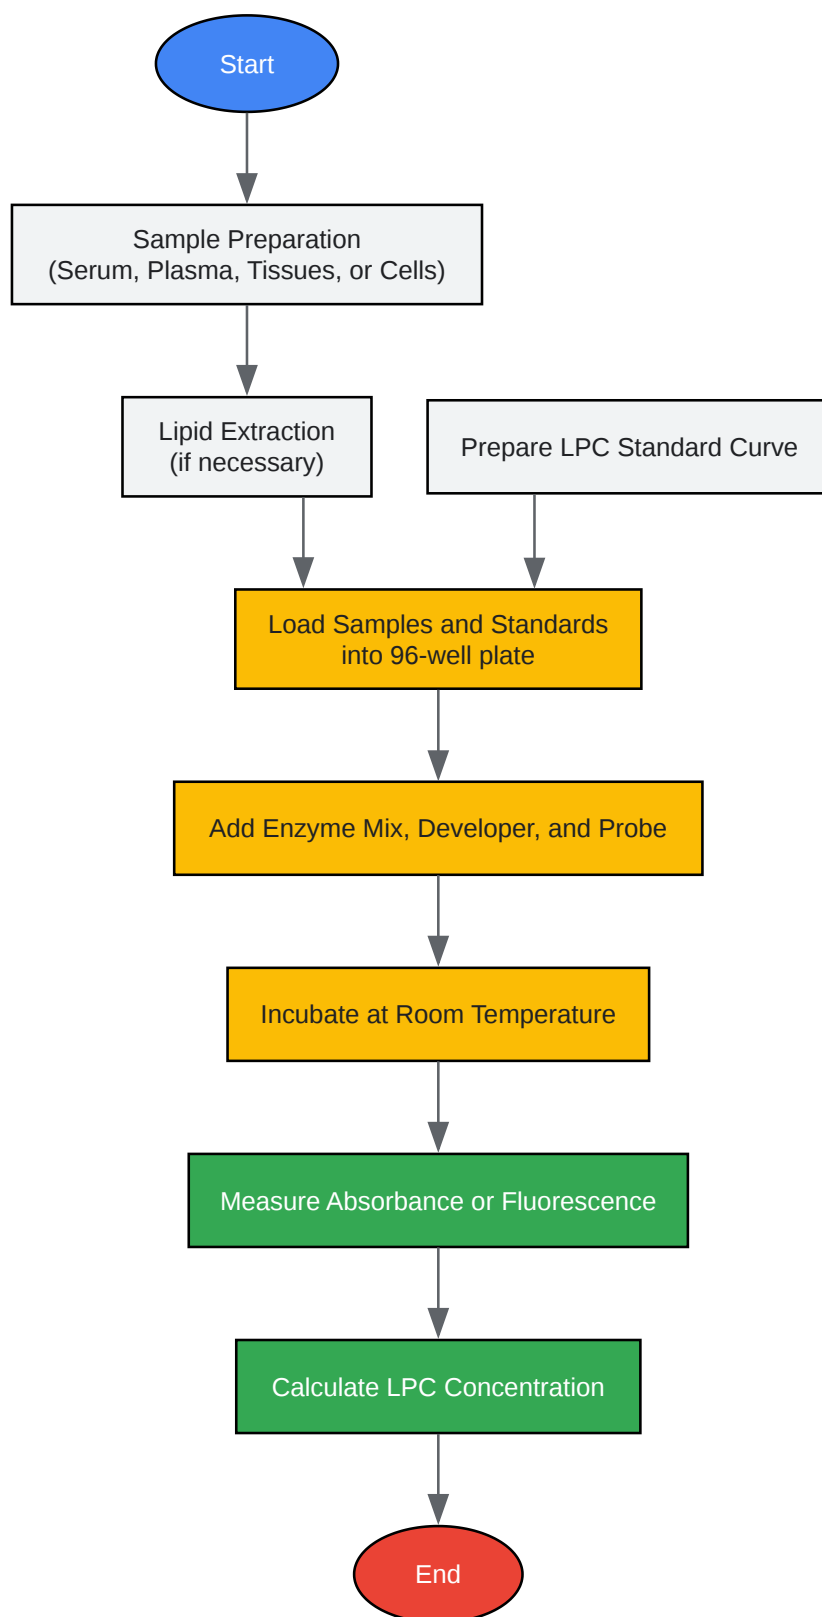 Start
Sample Preparation
(Serum, Plasma, Tissues, or Cells)
Lipid Extraction
(if necessary)
Prepare LPC Standard Curve
Load Samples and Standards
into 96-well plate
Add Enzyme Mix, Developer, and Probe
Incubate at Room Temperature
Measure Absorbance or Fluorescence
Calculate LPC Concentration
End